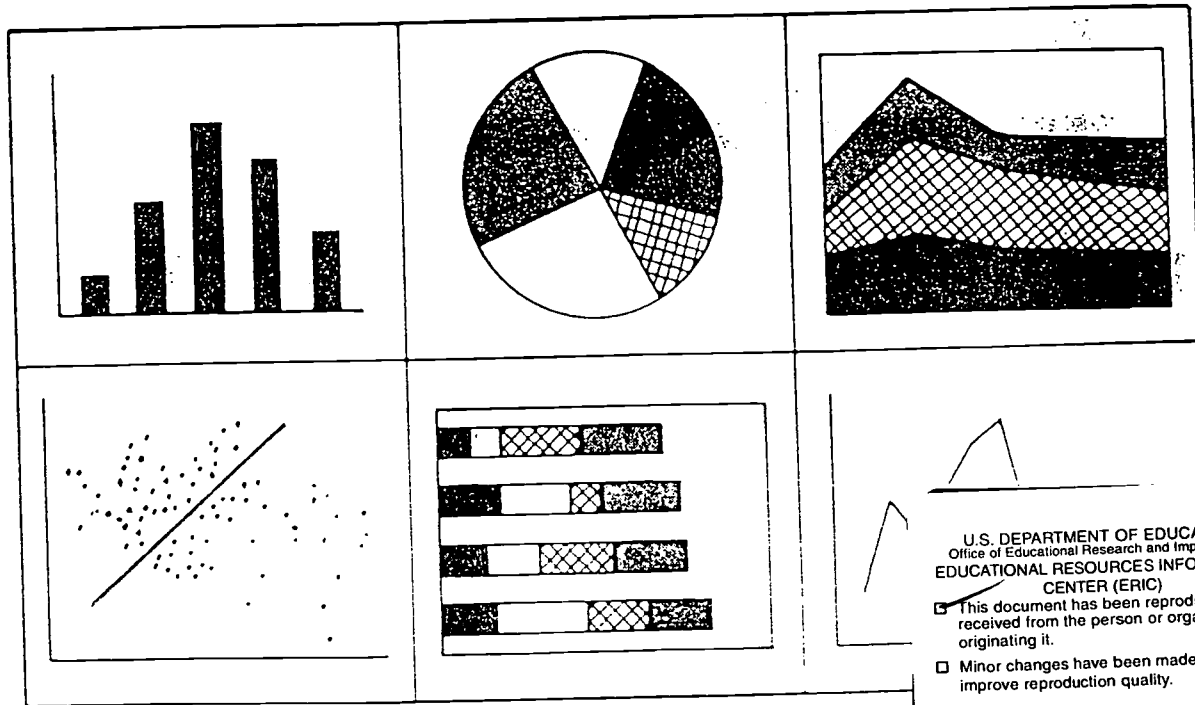 U.S. DEPARTMENT OF EDUCA
Office of Educational Research and Imp
EDUCATIONAL RESOURCES INFO
CENTER (ERIC)
This document has been reprod
received from the person or orga
originating it.
□ Minor changes have been made
improve reproduction quality.